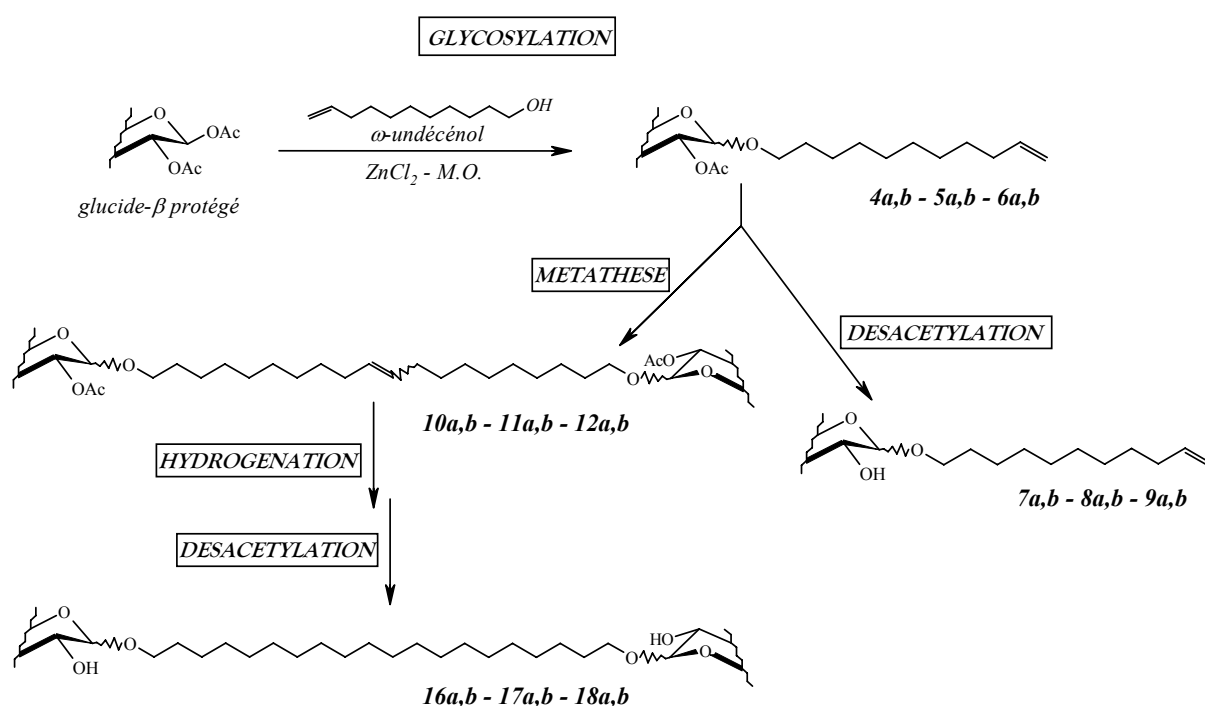 GLYCOSYLATION
O
OAc
OAc
glucide-β protégé
OH
ω-undécénol
ZnCl2 - M.O.
O
O
OAc
4a,b - 5a,b - 6a,b
METATHESE
DESACETYLATION
O
O
OAc
AcO
O
O
10a,b - 11a,b - 12a,b
O
O
OH
7a,b - 8a,b - 9a,b
HYDROGENATION
DESACETYLATION
O
O
OH
HO
O
O
16a,b - 17a,b - 18a,b